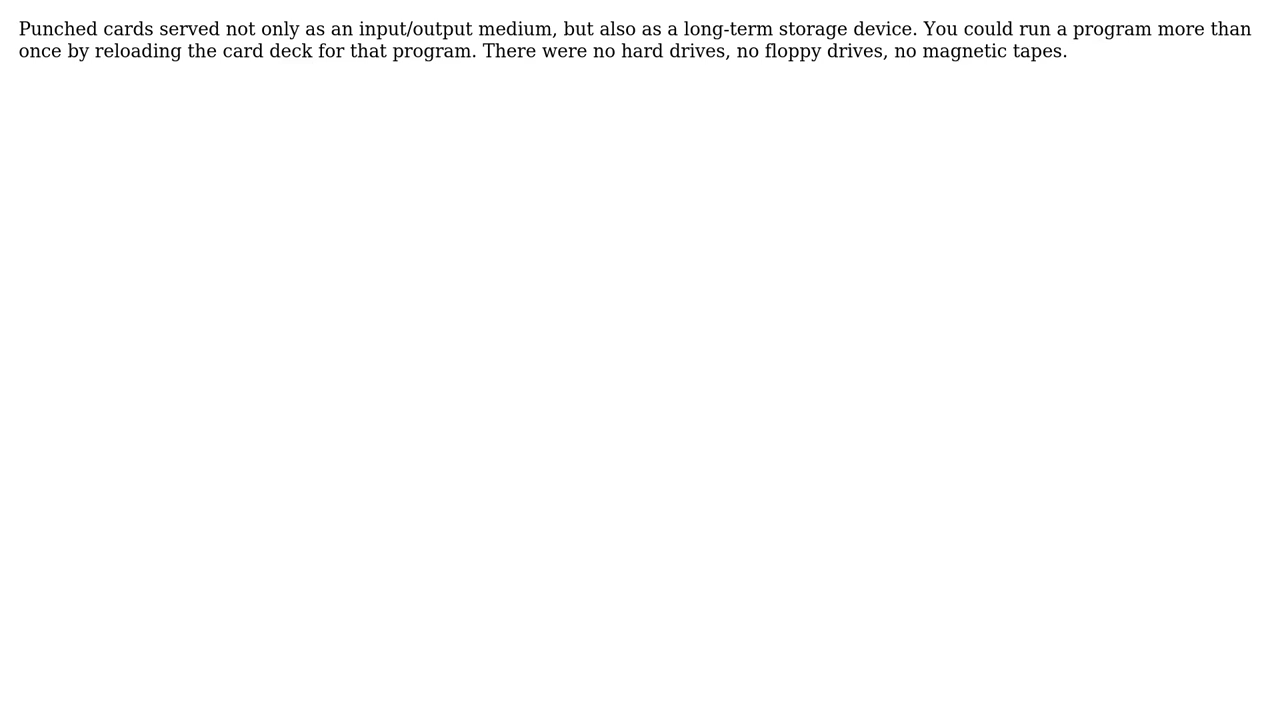 Punched cards served not only as an input/output medium, but also as a long-term storage device. You could run a program more than
once by reloading the card deck for that program. There were no hard drives, no floppy drives, no magnetic tapes.